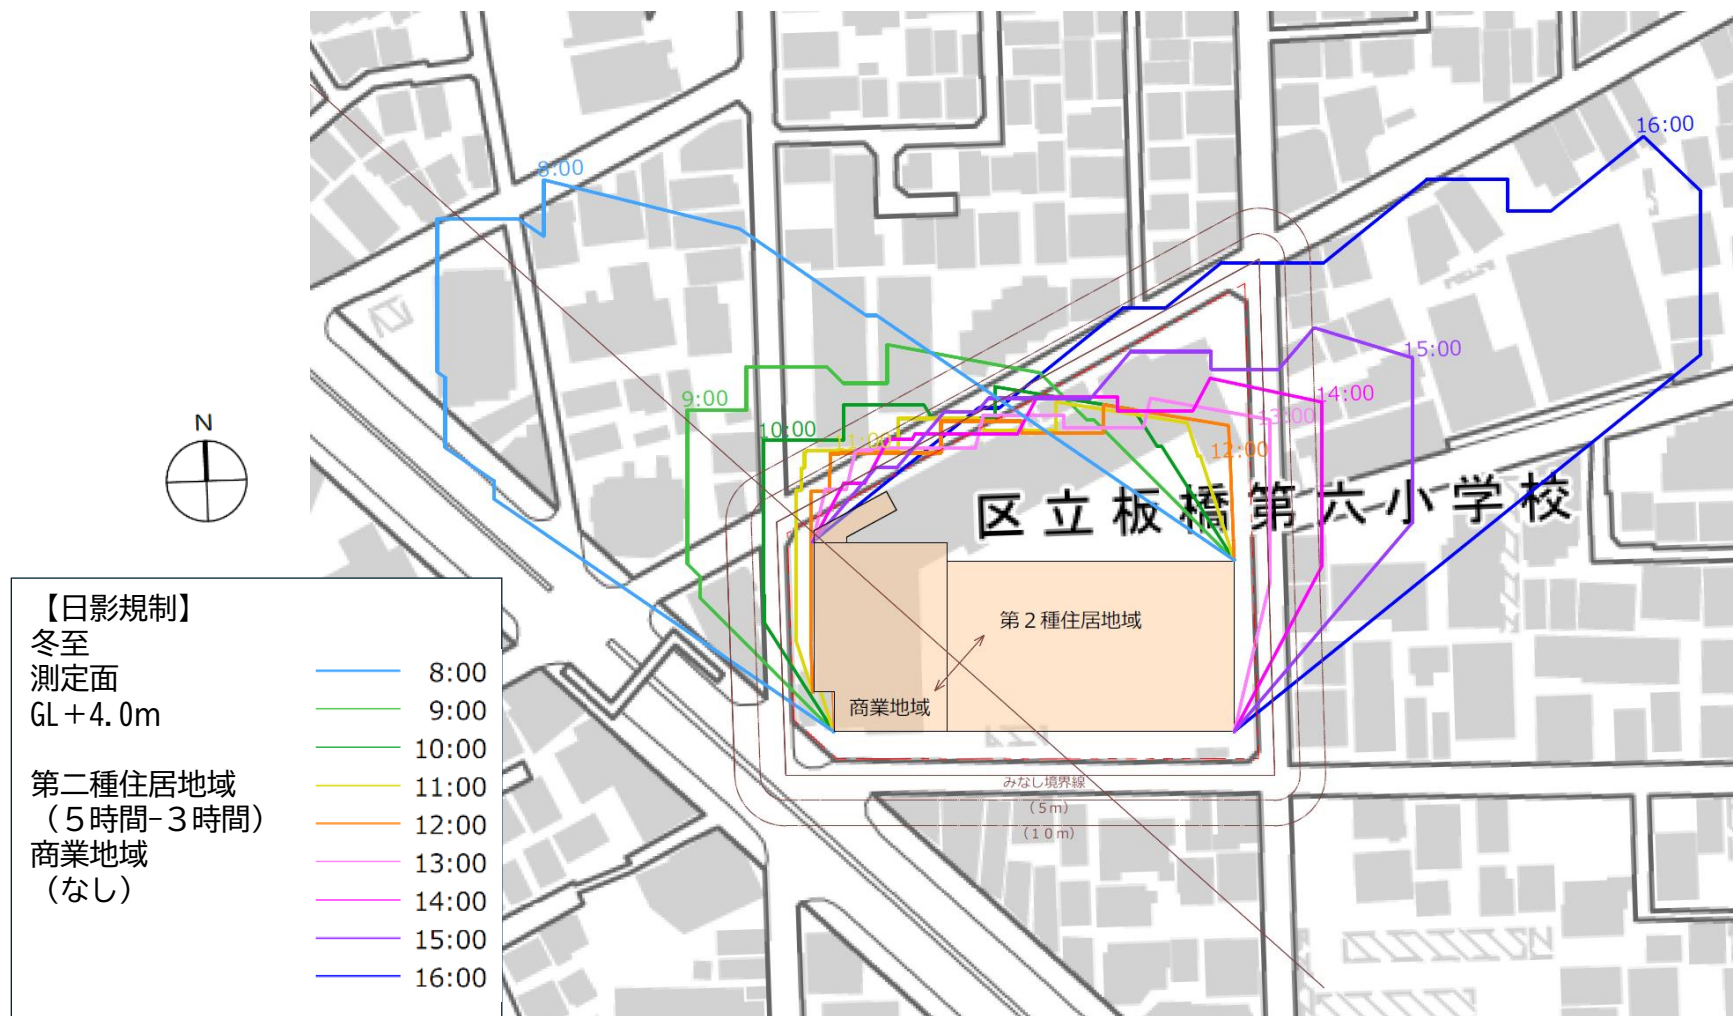 16:00
8:00
15:00
9:00
14:00
13:00
10:00
11:00
12:00
N
区立板橋第六小学校
第２種住居地域
商業地域
みなし境界線
（５ｍ）
（１０ｍ）
【日影規制】
冬至
測定面
GL＋4.0m
第二種住居地域
（５時間−３時間）
商業地域
（なし）
8:00
9:00
10:00
11:00
12:00
13:00
14:00
15:00
16:00